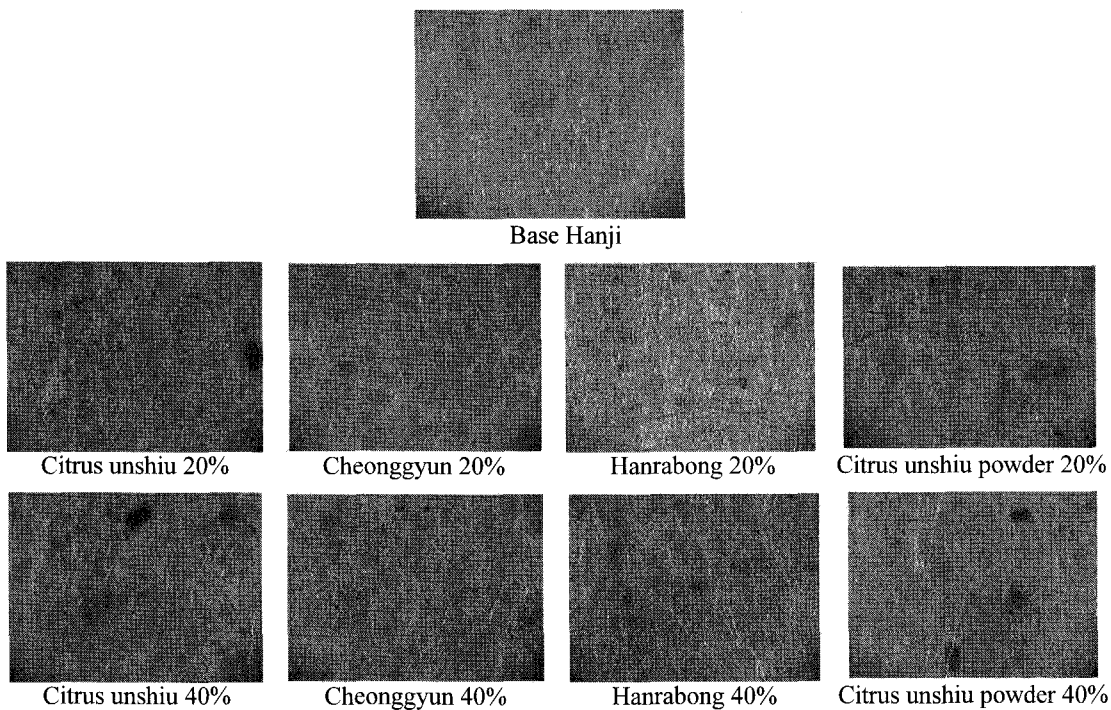 Base Hanji
Citrus unshiu 20%
Cheonggyun 20%
Hanrabong 20%
Citrus unshiu powder 20%
Citrus unshiu 40%
Cheonggyun 40%
Hanrabong 40%
Citrus unshiu powder 40%